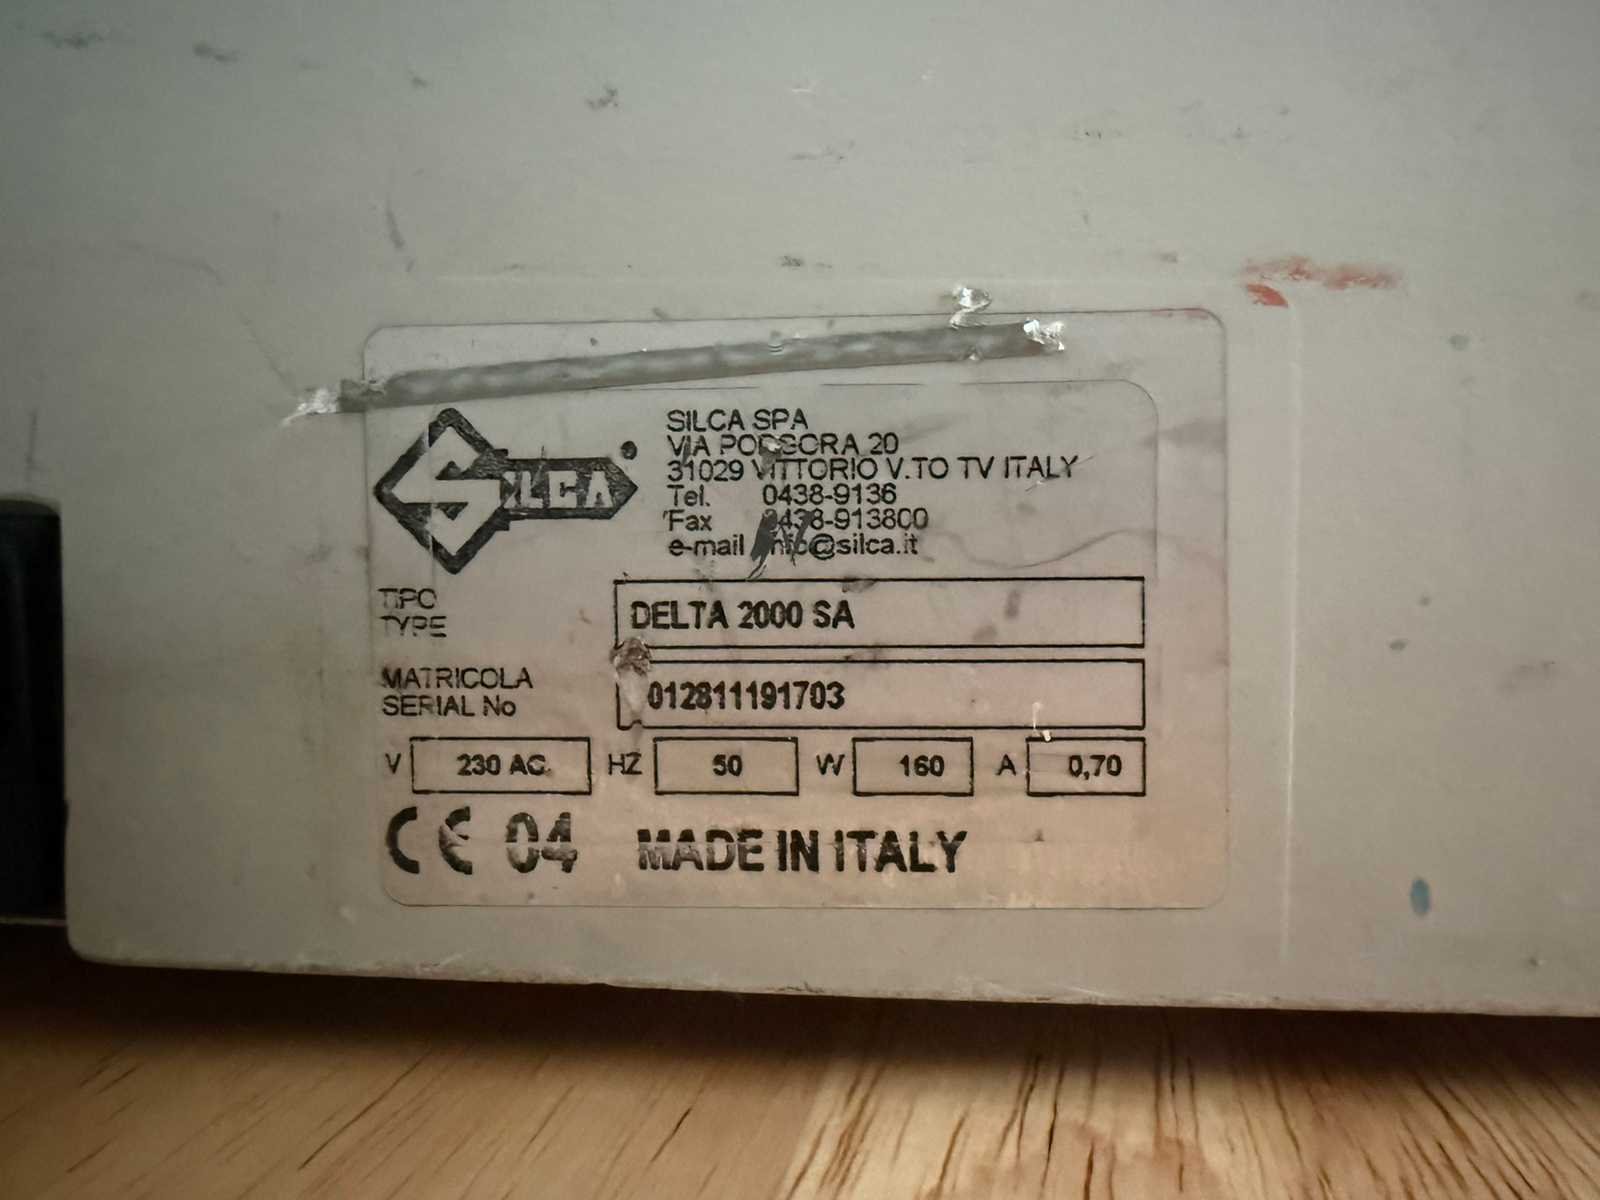 SILCA
SILCA SPA
VIA PODGORA 20
31029 VITTORIO V.TO TV ITALY
Tel. 0438-9136
Fax 0438-913800
e-mail info@silca.it
TIPO
TYPE
DELTA 2000 SA
MATRICOLA
SERIAL No
012811191703
V 230 AC. HZ 50 W 160 A 0,70
CE 04 MADE IN ITALY